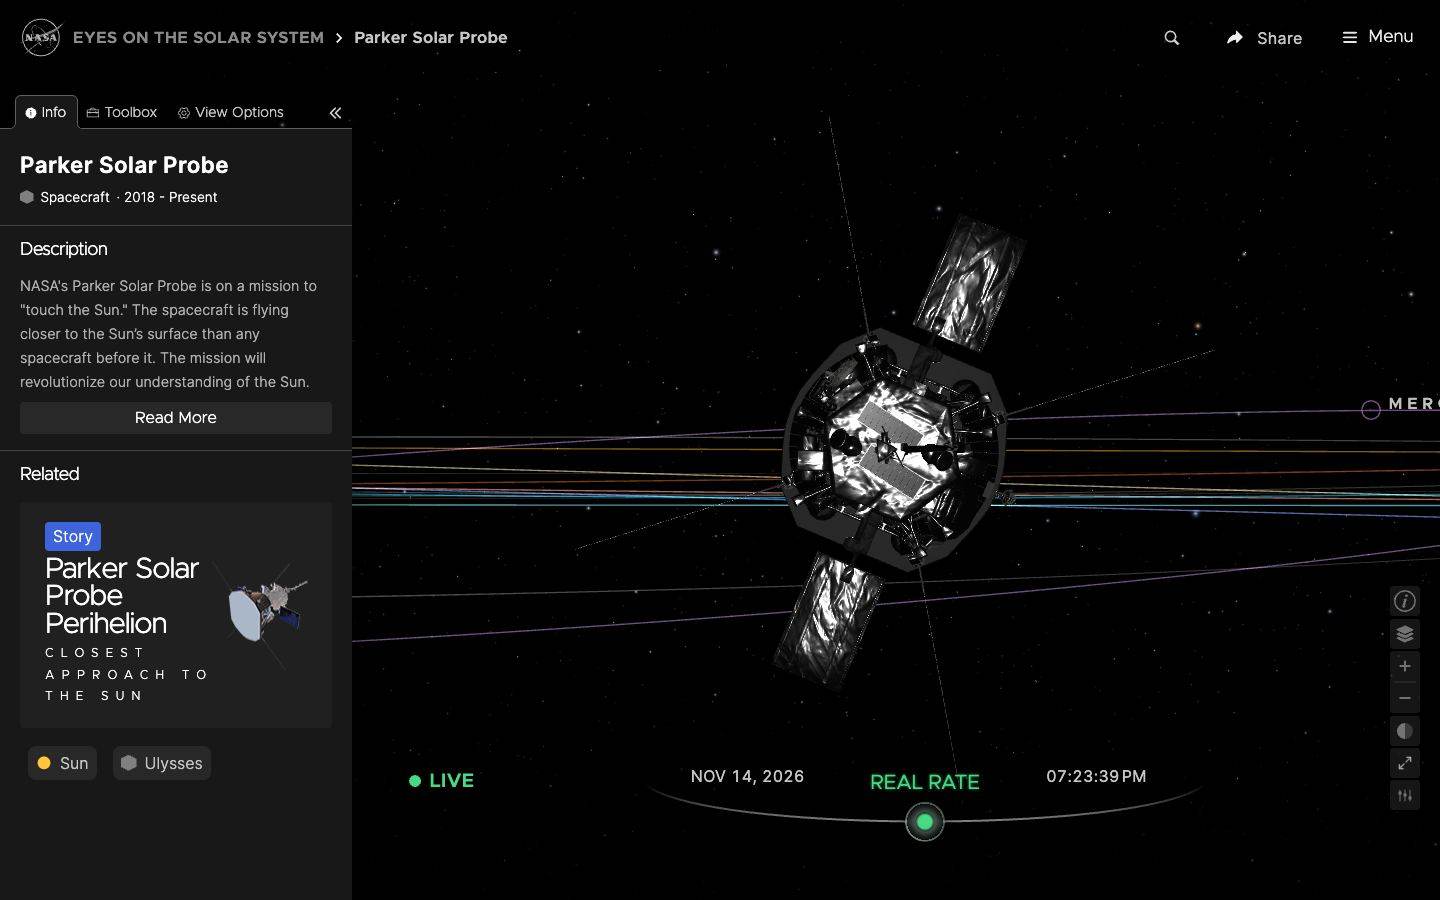 NASA
EYES ON THE SOLAR SYSTEM > Parker Solar Probe
Share
Menu
Info
Toolbox
View Options
Parker Solar Probe
Spacecraft · 2018 - Present
Description
NASA's Parker Solar Probe is on a mission to
"touch the Sun." The spacecraft is flying
closer to the Sun's surface than any
spacecraft before it. The mission will
revolutionize our understanding of the Sun.
Read More
Related
Story
Parker Solar
Probe
Perihelion
CLOSEST
APPROACH TO
THE SUN
Sun
Ulysses
MERC
LIVE
NOV 14, 2026
REAL RATE
07:23:39 PM